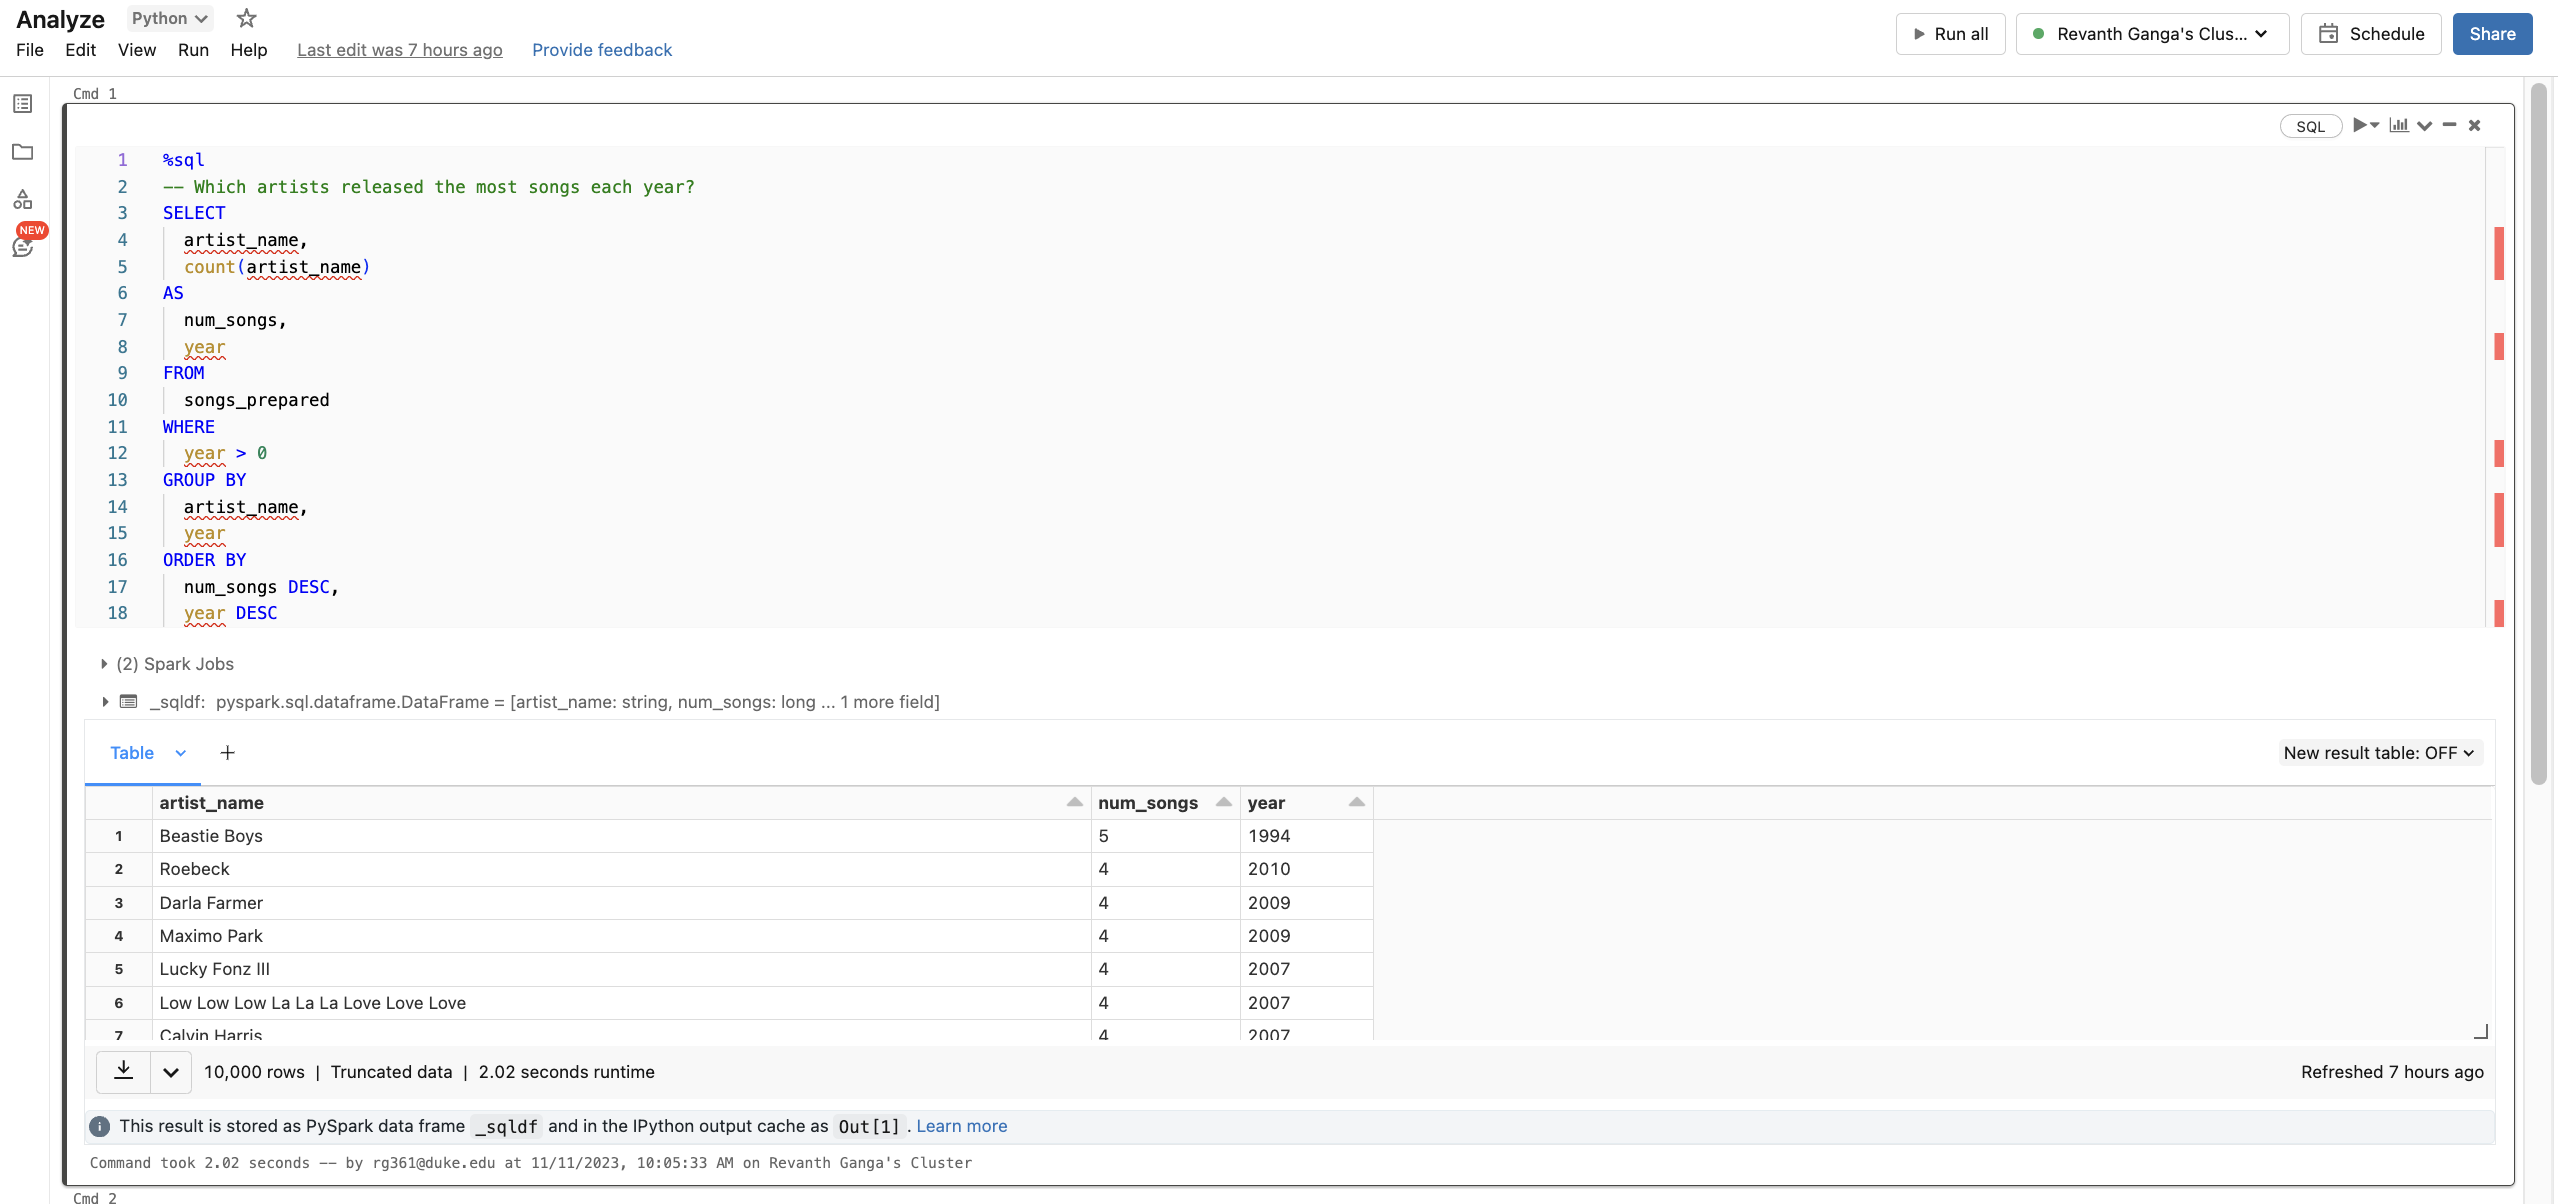 Analyze Python
File Edit View Run Help Last edit was 7 hours ago Provide feedback
Run all Revanth Ganga's Clus... Schedule Share
NEW
Cmd 1
SQL
1 %sql
2 -- Which artists released the most songs each year?
3 SELECT
4 artist_name,
5 count(artist_name)
6 AS
7 num_songs,
8 year
9 FROM
10 songs_prepared
11 WHERE
12 year > 0
13 GROUP BY
14 artist_name,
15 year
16 ORDER BY
17 num_songs DESC,
18 year DESC
(2) Spark Jobs
_sqldf: pyspark.sql.dataframe.DataFrame = [artist_name: string, num_songs: long ... 1 more field]
Table + New result table: OFF
artist_name num_songs year
1 Beastie Boys 5 1994
2 Roebeck 4 2010
3 Darla Farmer 4 2009
4 Maximo Park 4 2009
5 Lucky Fonz III 4 2007
6 Low Low Low La La La Love Love Love 4 2007
7 Calvin Harris 4 2007
10,000 rows | Truncated data | 2.02 seconds runtime Refreshed 7 hours ago
This result is stored as PySpark data frame _sqldf and in the IPython output cache as Out[1] . Learn more
Command took 2.02 seconds -- by rg361@duke.edu at 11/11/2023, 10:05:33 AM on Revanth Ganga's Cluster
Cmd 2